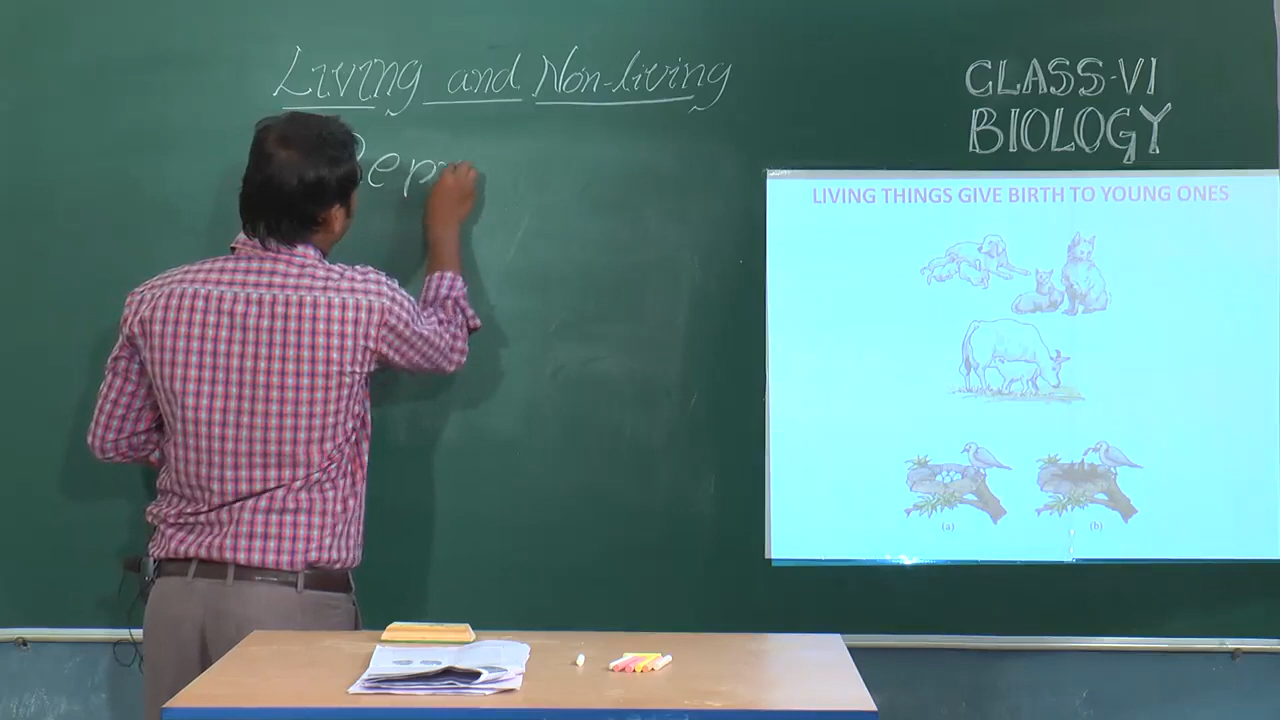 Living and Non-living
CLASS-VI
BIOLOGY
LIVING THINGS GIVE BIRTH TO YOUNG ONES
(a)
(b)